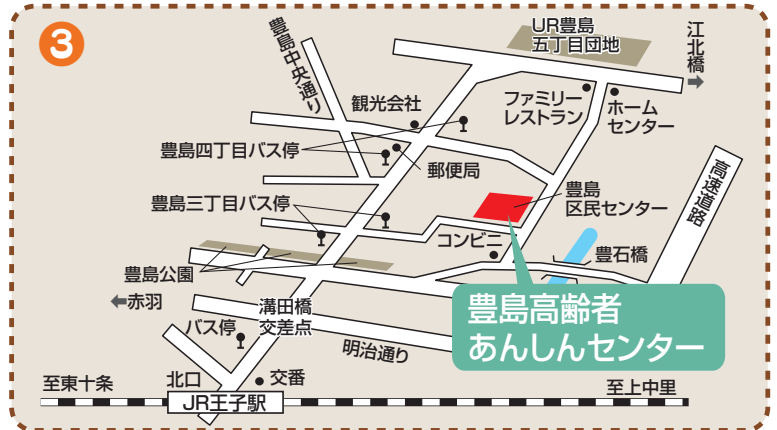 3
UR豊島
五丁目団地
江北橋
豊島中央通り
観光会社
ファミリー
レストラン
ホーム
センター
豊島四丁目バス停
郵便局
高速道路
豊島三丁目バス停
豊島
区民センター
コンビニ
豊石橋
豊島公園
赤羽
溝田橋
交差点
バス停
明治通り
豊島高齢者
あんしんセンター
至東十条
北口
交番
至上中里
JR王子駅